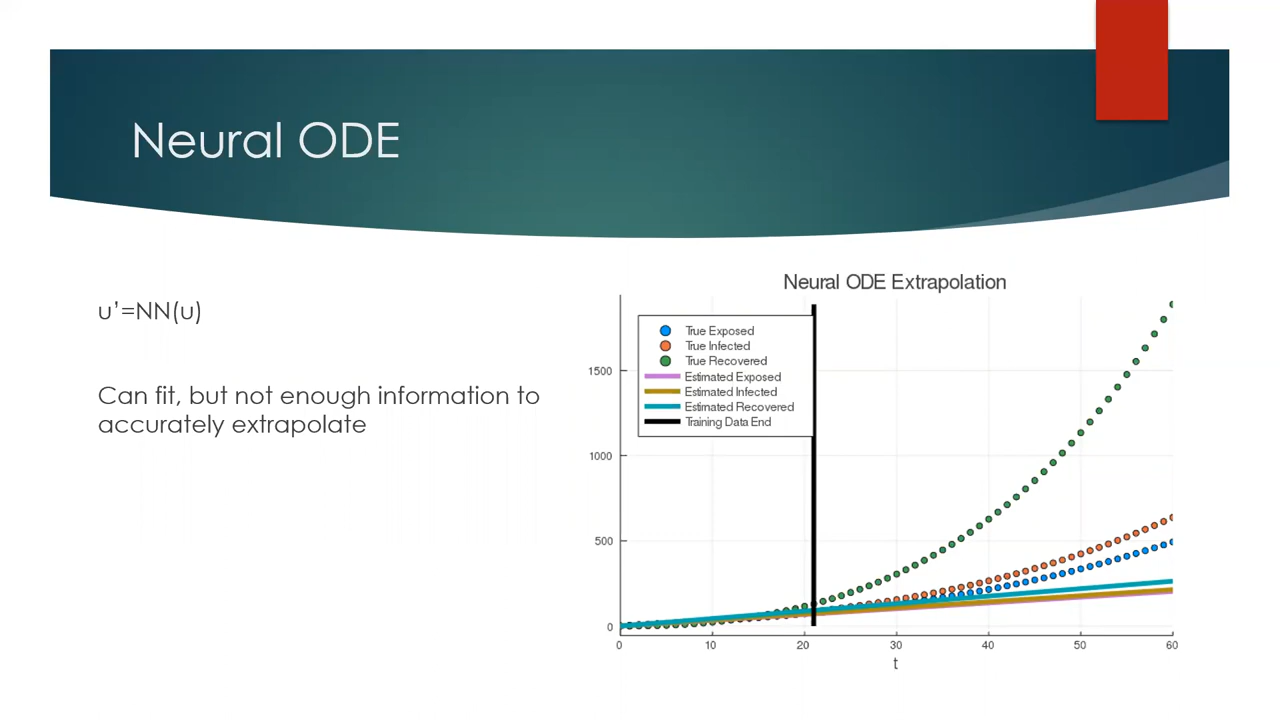 Neural ODE
u’=NN(u)
Can fit, but not enough information to
accurately extrapolate
Neural ODE Extrapolation
True Exposed
True Infected
True Recovered
Estimated Exposed
Estimated Infected
Estimated Recovered
Training Data End
1500
1000
500
0
0 10 20 30 40 50 60
t